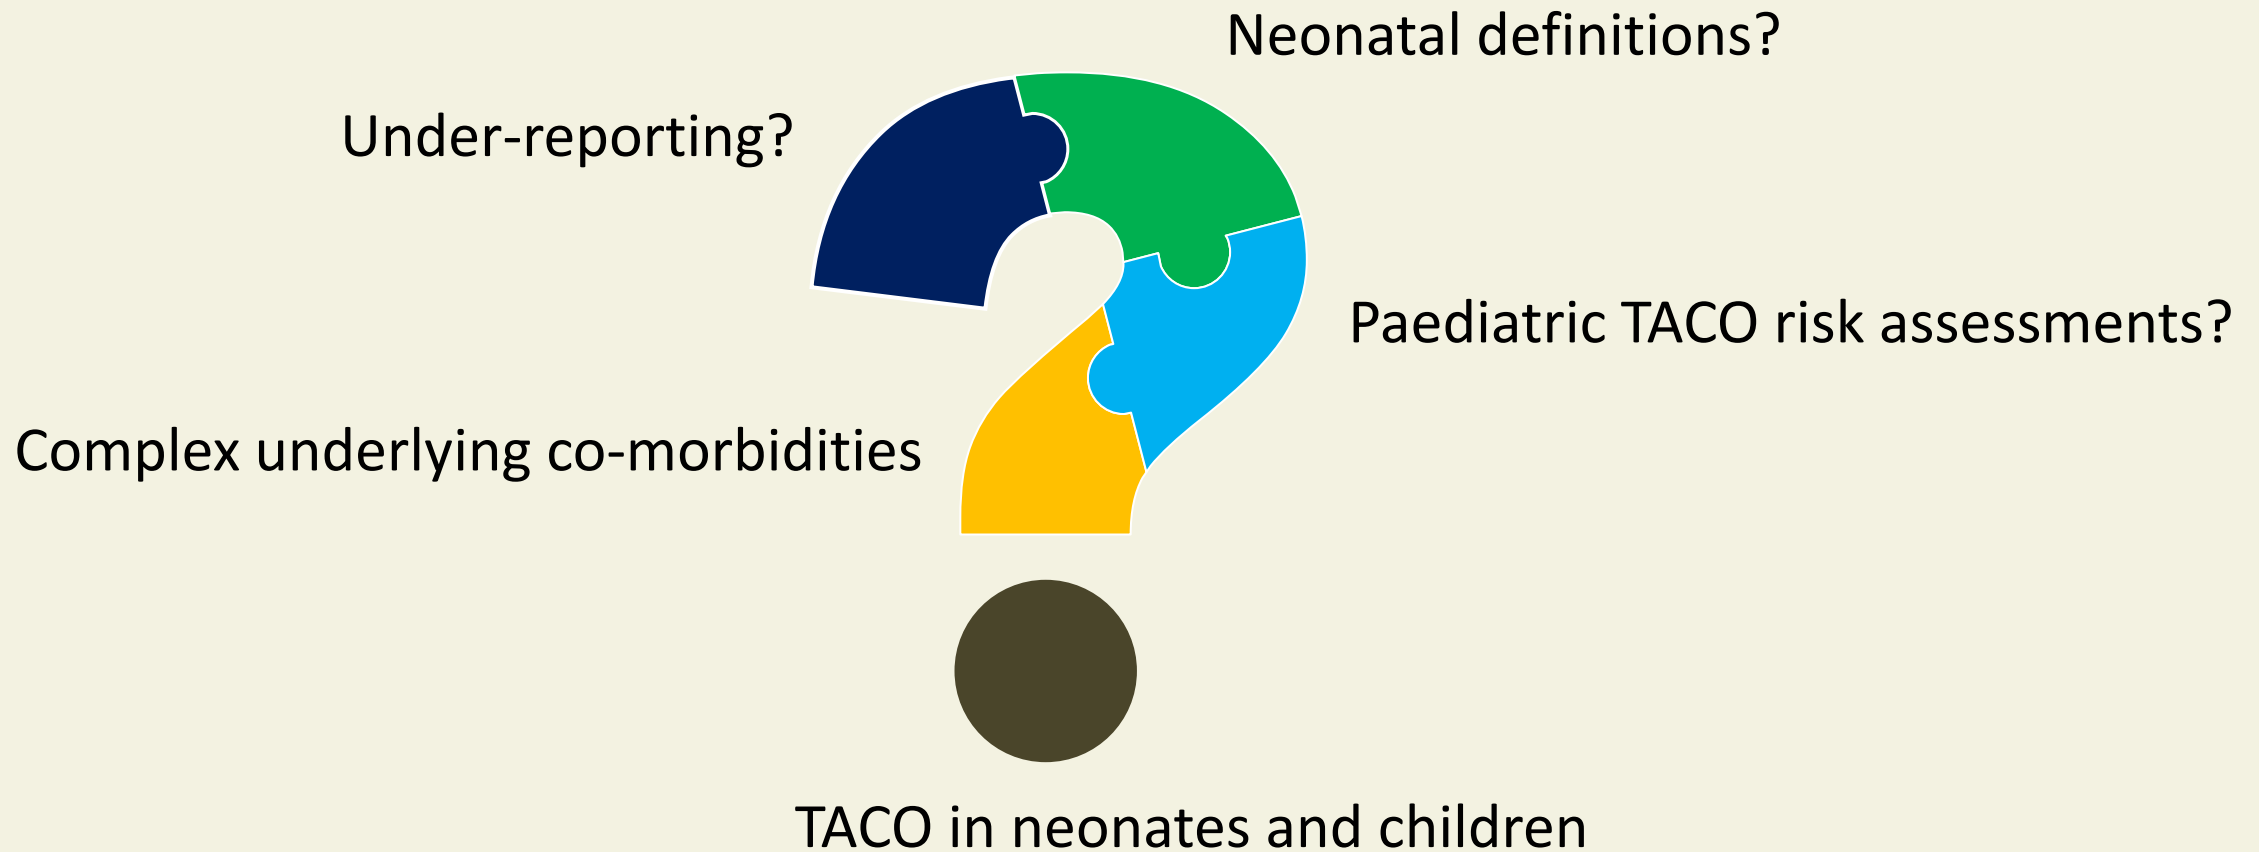 Neonatal definitions?
Under-reporting?
Paediatric TACO risk assessments?
Complex underlying co-morbidities
TACO in neonates and children